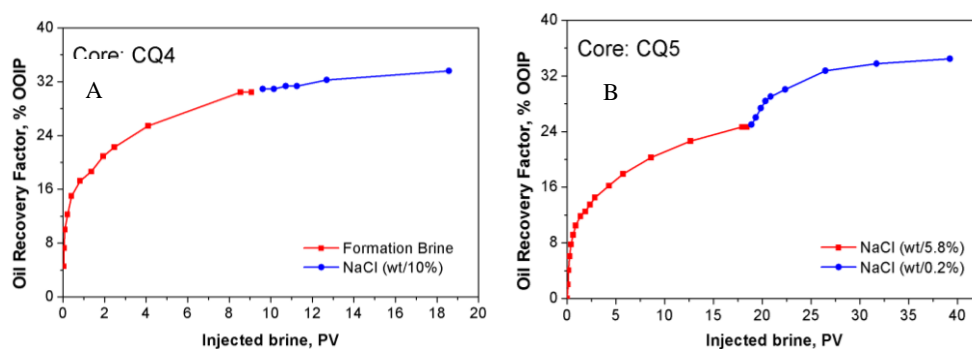 Core: CQ4
A
Oil Recovery Factor, % OOIP
40
32
24
16
8
0
Formation Brine
NaCl (wt/10%)
0 2 4 6 8 10 12 14 16 18 20
Injected brine, PV
Core: CQ5
B
Oil Recovery Factor, % OOIP
40
32
24
16
8
0
NaCl (wt/5.8%)
NaCl (wt/0.2%)
0 5 10 15 20 25 30 35 40
Injected brine, PV